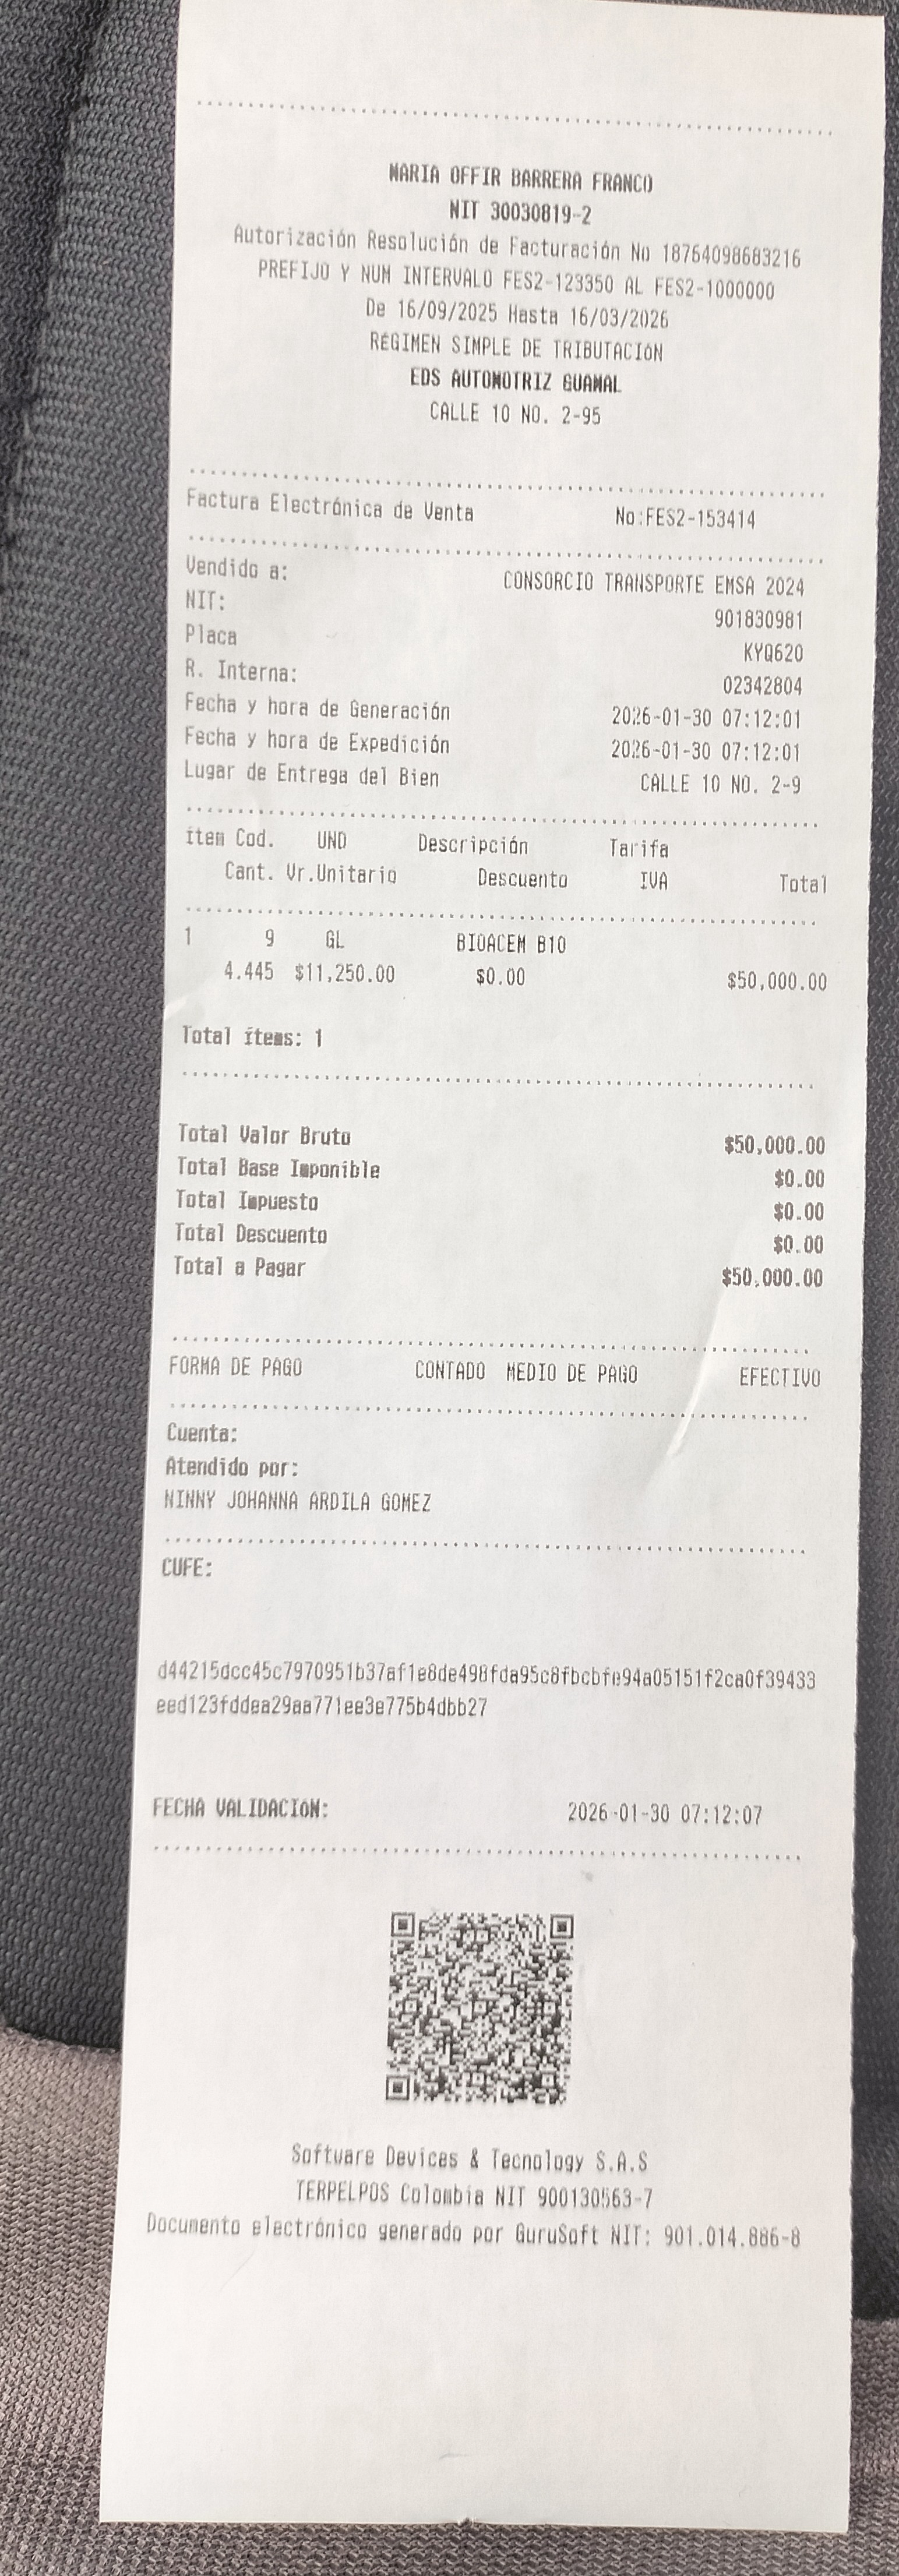 MARIA OFFIR BARRERA FRANCO
NIT 30030819-2
Autorización Resolución de Facturación No 18764098683216
PREFIJO Y NUM INTERVALO FES2-123350 AL FES2-1000000
De 16/09/2025 Hasta 16/03/2026
RÉGIMEN SIMPLE DE TRIBUTACIÓN
EDS AUTOMOTRIZ GUAMAL
CALLE 10 NO. 2-95
Factura Electrónica de Venta No:FES2-153414
Vendido a: CONSORCIO TRANSPORTE EMSA 2024
NIT: 901830981
Placa KYQ620
R. Interna: 02342804
Fecha y hora de Generación 2026-01-30 07:12:01
Fecha y hora de Expedición 2026-01-30 07:12:01
Lugar de Entrega del Bien CALLE 10 NO. 2-9
ítem Cod. UND Descripción Tarifa
Cant. Vr.Unitario Descuento IVA Total
1 9 GL BIOACEM B10
4.445 $11,250.00 $0.00 $50,000.00
Total ítems: 1
Total Valor Bruto $50,000.00
Total Base Imponible $0.00
Total Impuesto $0.00
Total Descuento $0.00
Total a Pagar $50,000.00
FORMA DE PAGO CONTADO MEDIO DE PAGO EFECTIVO
Cuenta:
Atendido por:
NINNY JOHANNA ARDILA GOMEZ
CUFE:
d44215dcc45c7970951b37af1e8de498fda95c8fbcbfe94a05151f2ca0f39433
eed123fddea29aa771ee3e775b4dbb27
FECHA VALIDACIÓN: 2026-01-30 07:12:07
Software Devices & Tecnology S.A.S
TERPELPOS Colombia NIT 900130563-7
Documento electrónico generado por GuruSoft NIT: 901.014.886-8